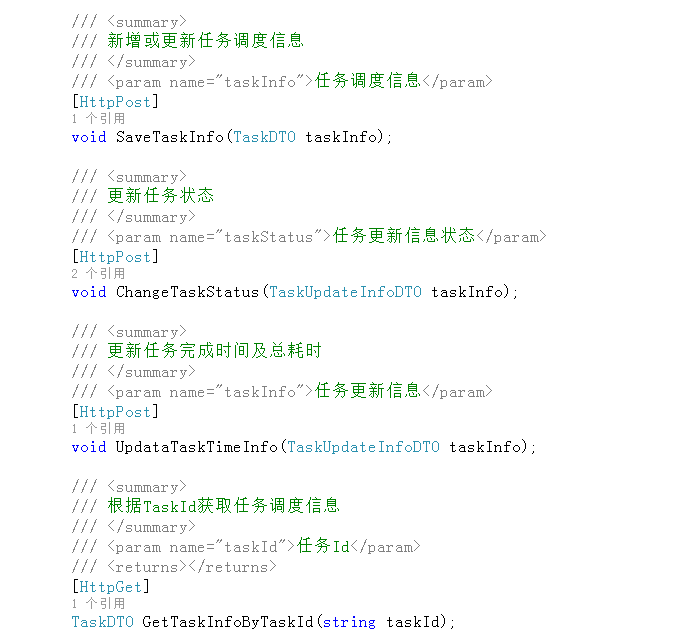 /// <summary>
/// 新增或更新任务调度信息
/// </summary>
/// <param name="taskInfo">任务调度信息</param>
[HttpPost]
1 个引用
void SaveTaskInfo(TaskDTO taskInfo);
/// <summary>
/// 更新任务状态
/// </summary>
/// <param name="taskStatus">任务更新信息状态</param>
[HttpPost]
2 个引用
void ChangeTaskStatus(TaskUpdateInfoDTO taskInfo);
/// <summary>
/// 更新任务完成时间及总耗时
/// </summary>
/// <param name="taskInfo">任务更新信息</param>
[HttpPost]
1 个引用
void UpdataTaskTimeInfo(TaskUpdateInfoDTO taskInfo);
/// <summary>
/// 根据TaskId获取任务调度信息
/// </summary>
/// <param name="taskId">任务Id</param>
/// <returns></returns>
[HttpGet]
1 个引用
TaskDTO GetTaskInfoByTaskId(string taskId);